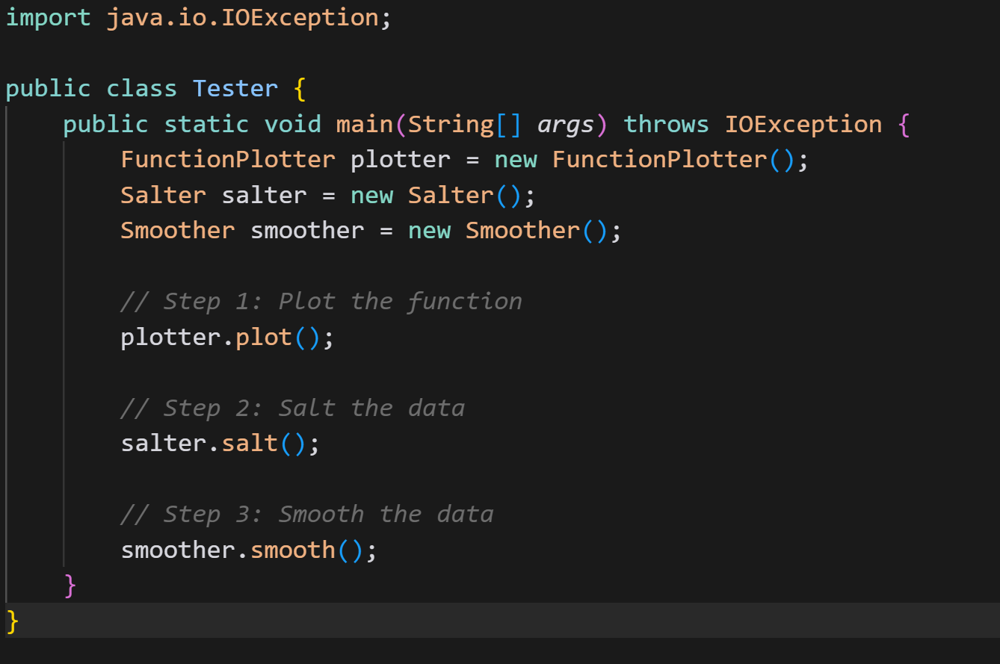 import java.io.IOException;
public class Tester {
    public static void main(String[] args) throws IOException {
        FunctionPlotter plotter = new FunctionPlotter();
        Salter salter = new Salter();
        Smoother smoother = new Smoother();
        // Step 1: Plot the function
        plotter.plot();
        // Step 2: Salt the data
        salter.salt();
        // Step 3: Smooth the data
        smoother.smooth();
    }
}